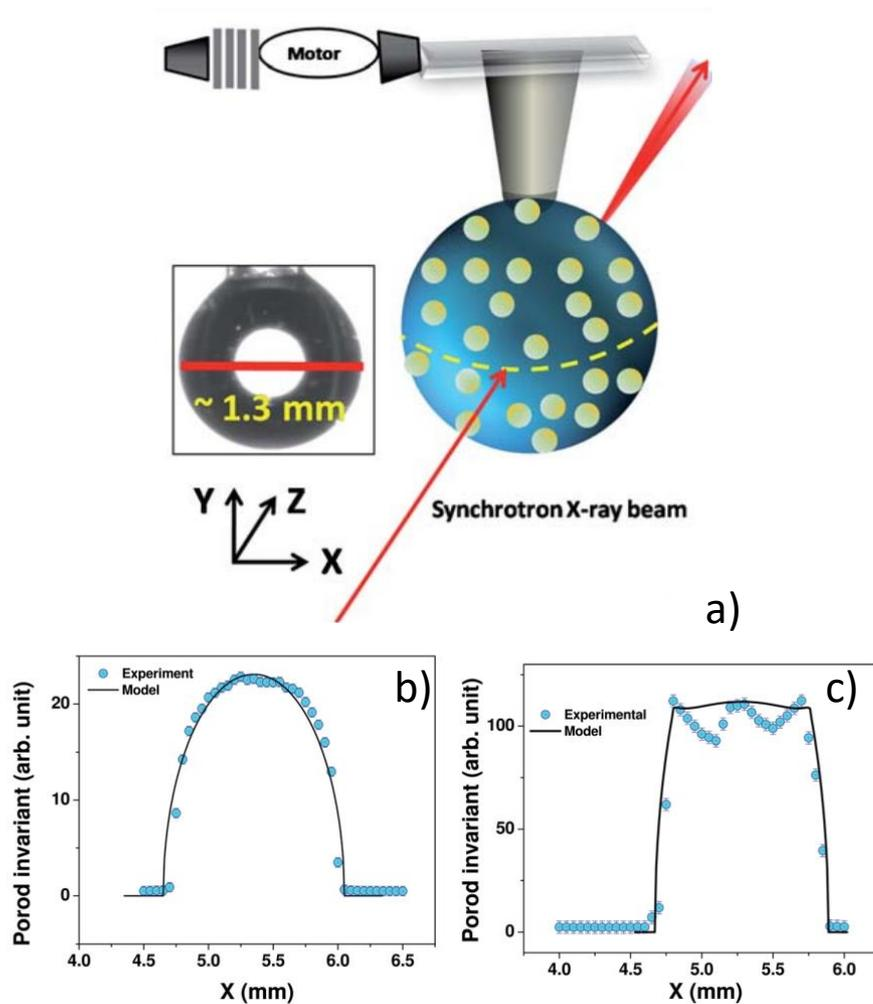 Motor
~ 1.3 mm
Y
Z
X
Synchrotron X-ray beam
a)
b)
Experiment
Model
Porod invariant (arb. unit)
20
10
0
4.0 4.5 5.0 5.5 6.0 6.5
X (mm)
c)
Experimental
Model
Porod invariant (arb. unit)
100
50
0
4.0 4.5 5.0 5.5 6.0
X (mm)